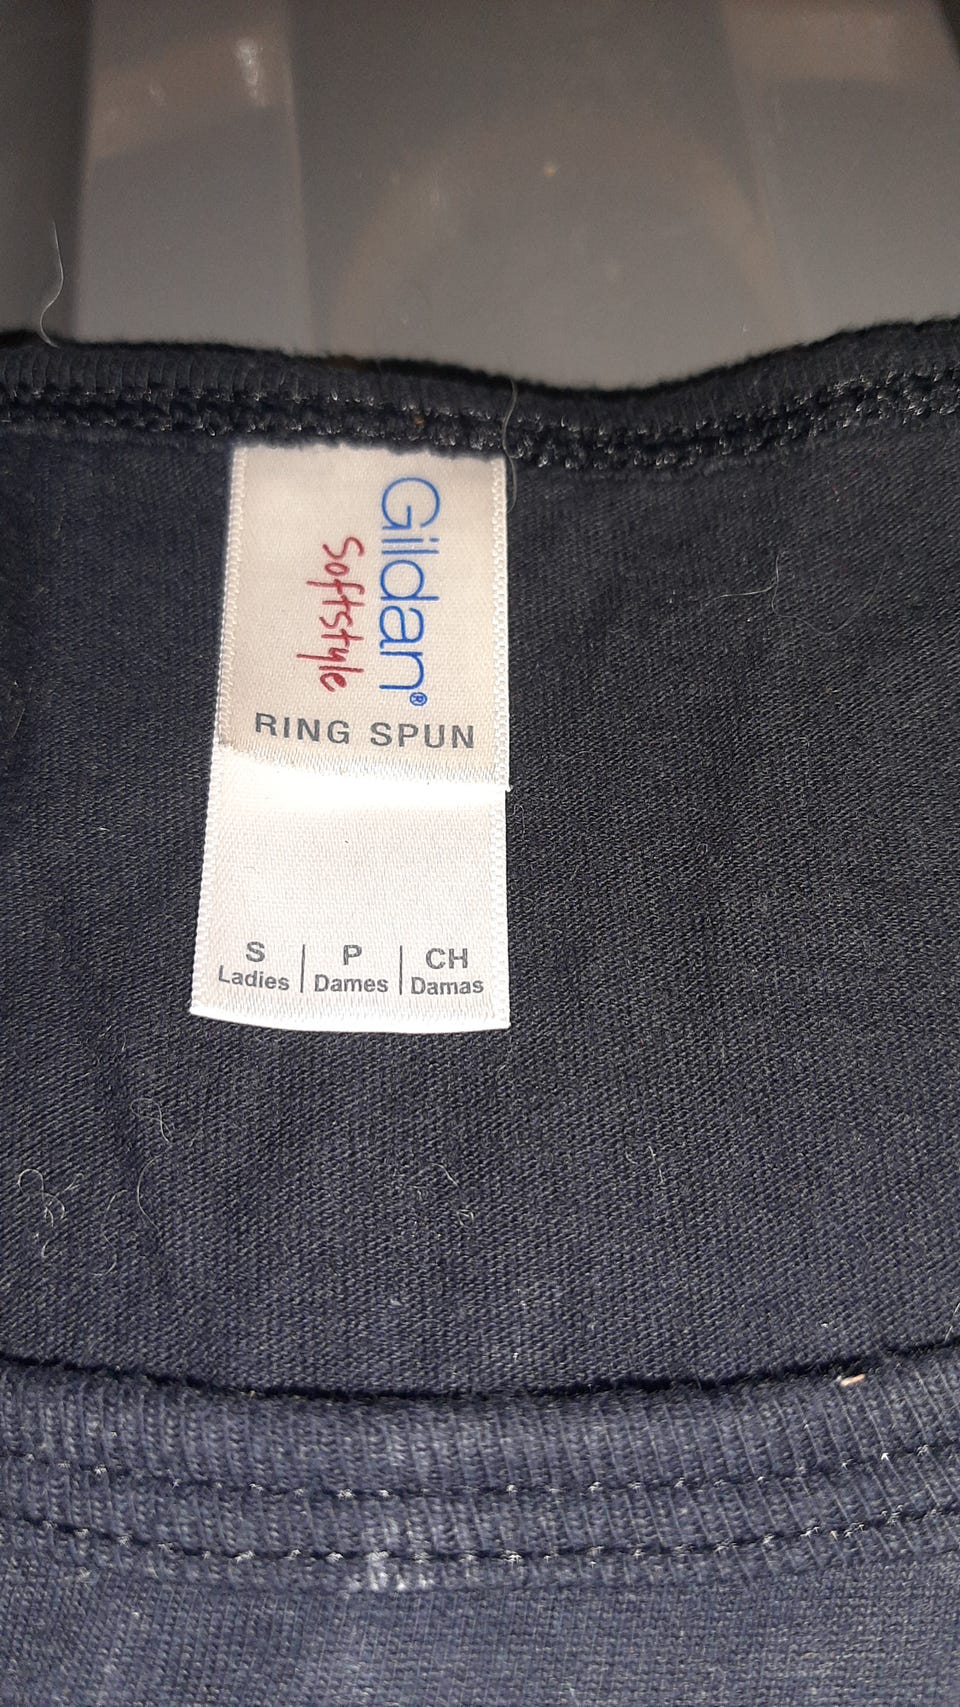 Gildan®
Softstyle
RING SPUN
S | P | CH
Ladies | Dames | Damas